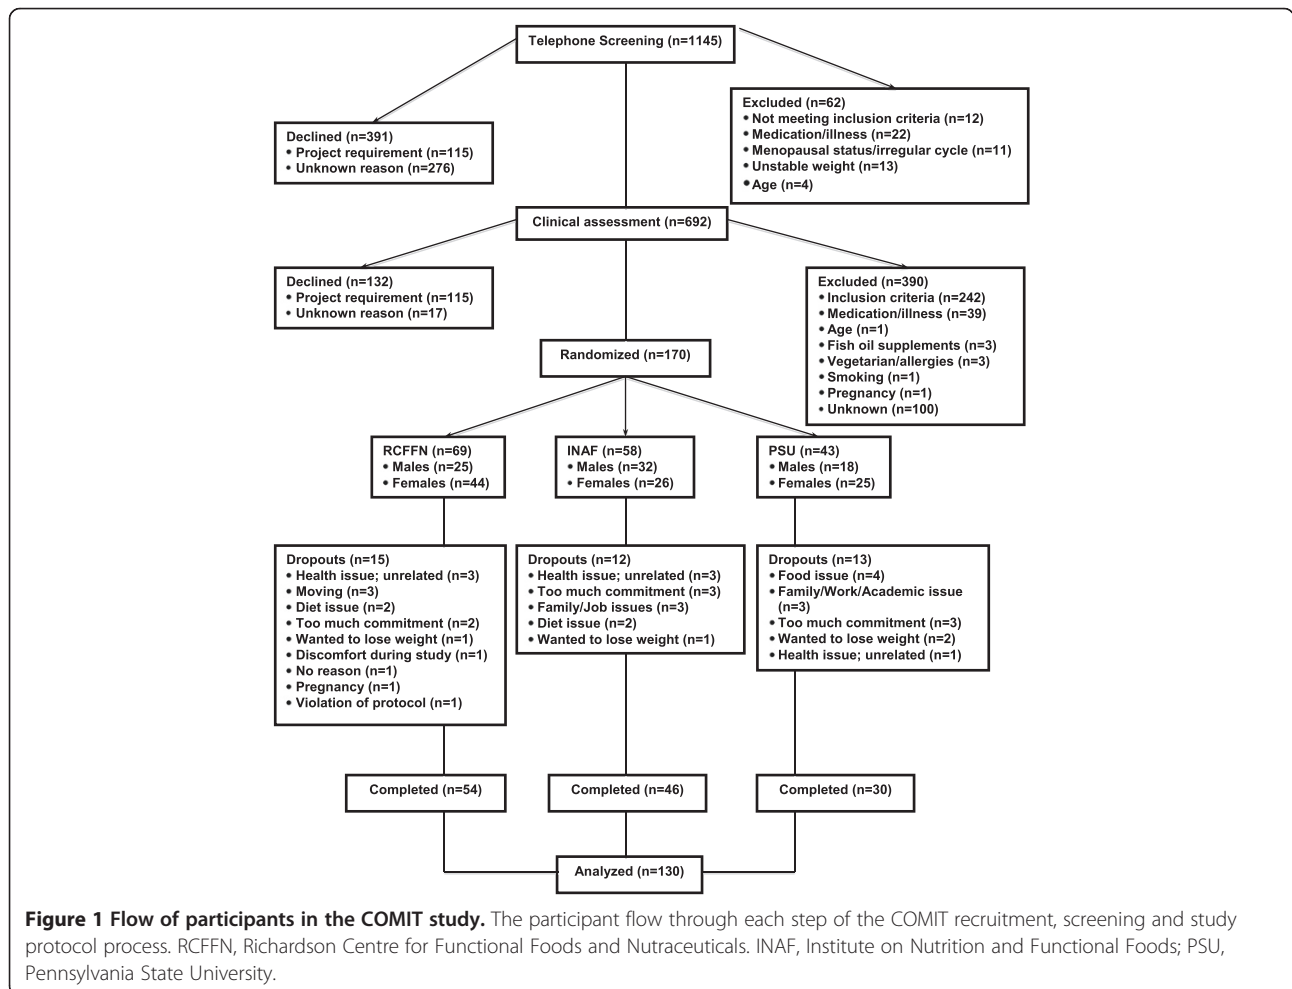 Telephone Screening (n=1145)
Excluded (n=62)
• Not meeting inclusion criteria (n=12)
• Medication/illness (n=22)
• Menopausal status/irregular cycle (n=11)
• Unstable weight (n=13)
• Age (n=4)
Declined (n=391)
• Project requirement (n=115)
• Unknown reason (n=276)
Clinical assessment (n=692)
Declined (n=132)
• Project requirement (n=115)
• Unknown reason (n=17)
Excluded (n=390)
• Inclusion criteria (n=242)
• Medication/illness (n=39)
• Age (n=1)
• Fish oil supplements (n=3)
• Vegetarian/allergies (n=3)
• Smoking (n=1)
• Pregnancy (n=1)
• Unknown (n=100)
Randomized (n=170)
RCFFN (n=69)
• Males (n=25)
• Females (n=44)
INAF (n=58)
• Males (n=32)
• Females (n=26)
PSU (n=43)
• Males (n=18)
• Females (n=25)
Dropouts (n=15)
• Health issue; unrelated (n=3)
• Moving (n=3)
• Diet issue (n=2)
• Too much commitment (n=2)
• Wanted to lose weight (n=1)
• Discomfort during study (n=1)
• No reason (n=1)
• Pregnancy (n=1)
• Violation of protocol (n=1)
Dropouts (n=12)
• Health issue; unrelated (n=3)
• Too much commitment (n=3)
• Family/Job issues (n=3)
• Diet issue (n=2)
• Wanted to lose weight (n=1)
Dropouts (n=13)
• Food issue (n=4)
• Family/Work/Academic issue
(n=3)
• Too much commitment (n=3)
• Wanted to lose weight (n=2)
• Health issue; unrelated (n=1)
Completed (n=54)
Completed (n=46)
Completed (n=30)
Analyzed (n=130)
Figure 1 Flow of participants in the COMIT study. The participant flow through each step of the COMIT recruitment, screening and study
protocol process. RCFFN, Richardson Centre for Functional Foods and Nutraceuticals. INAF, Institute on Nutrition and Functional Foods; PSU,
Pennsylvania State University.